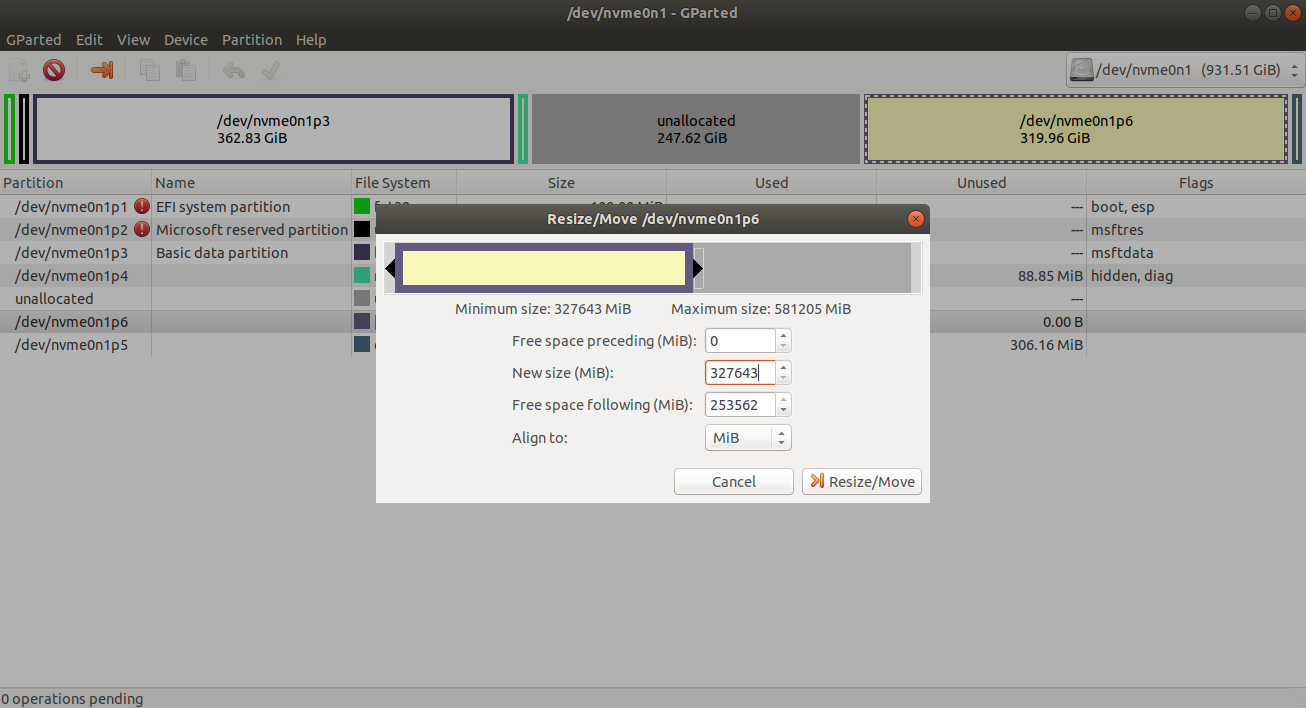 /dev/nvme0n1 - GParted
GParted Edit View Device Partition Help
/dev/nvme0n1 (931.51 GiB)
/dev/nvme0n1p3
362.83 GiB
unallocated
247.62 GiB
/dev/nvme0n1p6
319.96 GiB
Partition Name File System Size Used Unused Flags
/dev/nvme0n1p1 EFI system partition --- boot, esp
/dev/nvme0n1p2 Microsoft reserved partition --- msftres
/dev/nvme0n1p3 Basic data partition --- msftdata
/dev/nvme0n1p4 88.85 MiB hidden, diag
unallocated ---
/dev/nvme0n1p6 0.00 B
/dev/nvme0n1p5 306.16 MiB
Resize/Move /dev/nvme0n1p6
Minimum size: 327643 MiB Maximum size: 581205 MiB
Free space preceding (MiB): 0
New size (MiB): 327643
Free space following (MiB): 253562
Align to: MiB
Cancel Resize/Move
0 operations pending